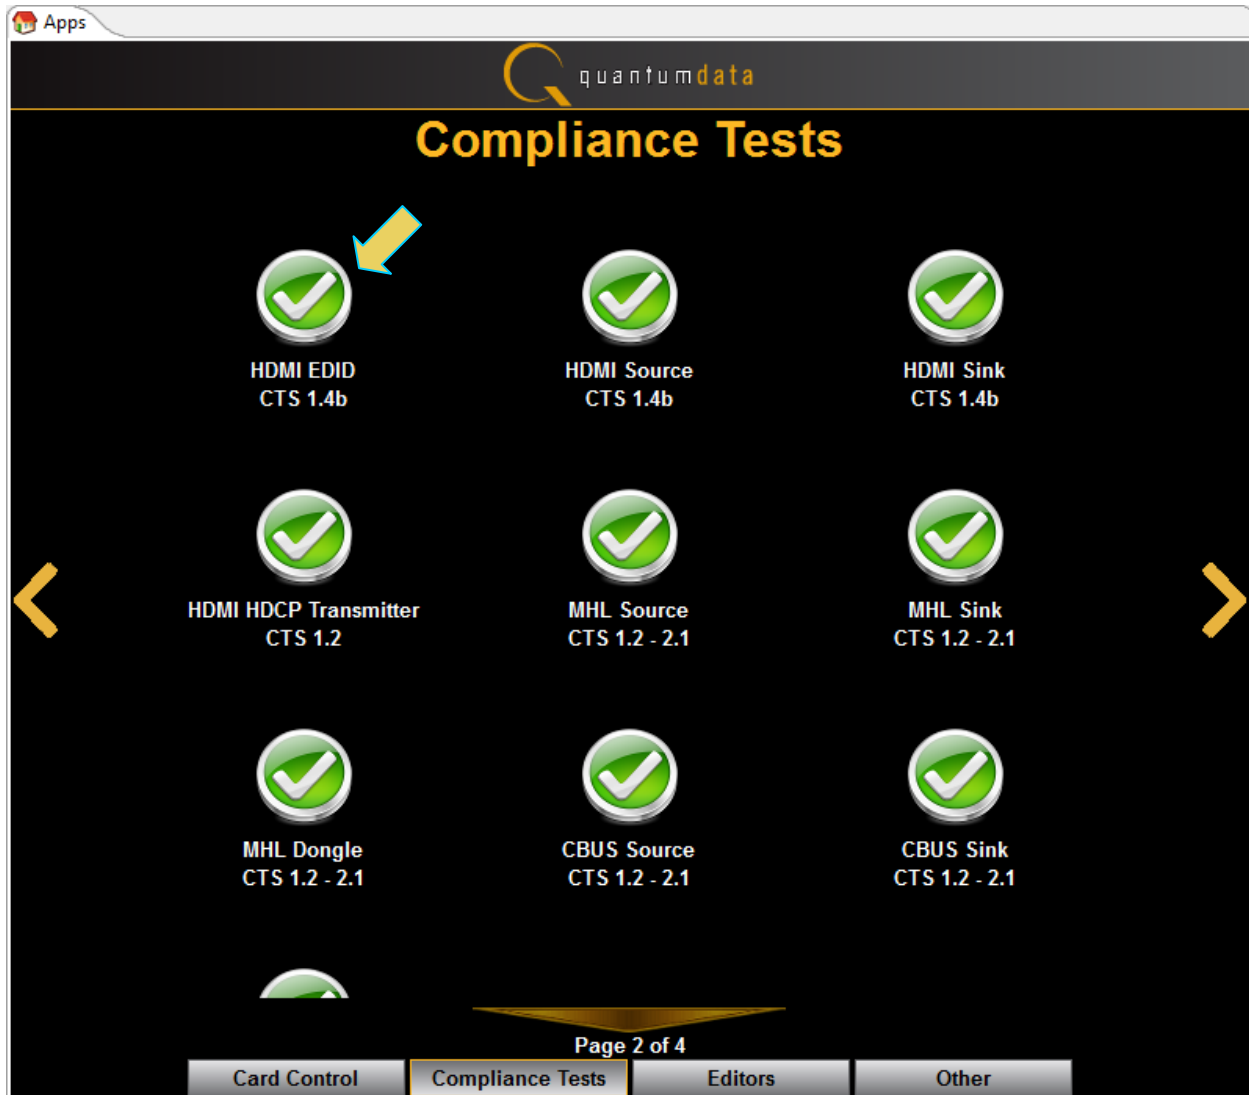 Apps
quantumdata
Compliance Tests
HDMI EDID
CTS 1.4b
HDMI Source
CTS 1.4b
HDMI Sink
CTS 1.4b
HDMI HDCP Transmitter
CTS 1.2
MHL Source
CTS 1.2 - 2.1
MHL Sink
CTS 1.2 - 2.1
MHL Dongle
CTS 1.2 - 2.1
CBUS Source
CTS 1.2 - 2.1
CBUS Sink
CTS 1.2 - 2.1
Page 2 of 4
Card Control
Compliance Tests
Editors
Other